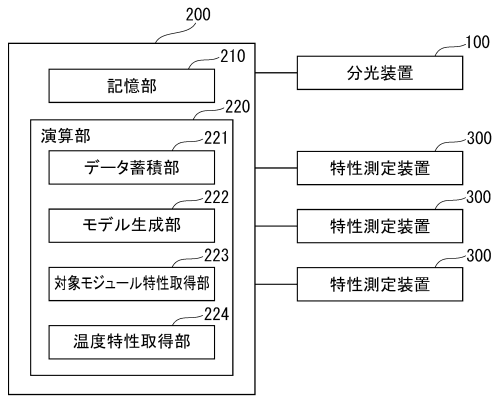 200
210
記憶部
220
演算部
221
データ蓄積部
222
モデル生成部
223
対象モジュール特性取得部
224
温度特性取得部
100
分光装置
300
特性測定装置
300
特性測定装置
300
特性測定装置